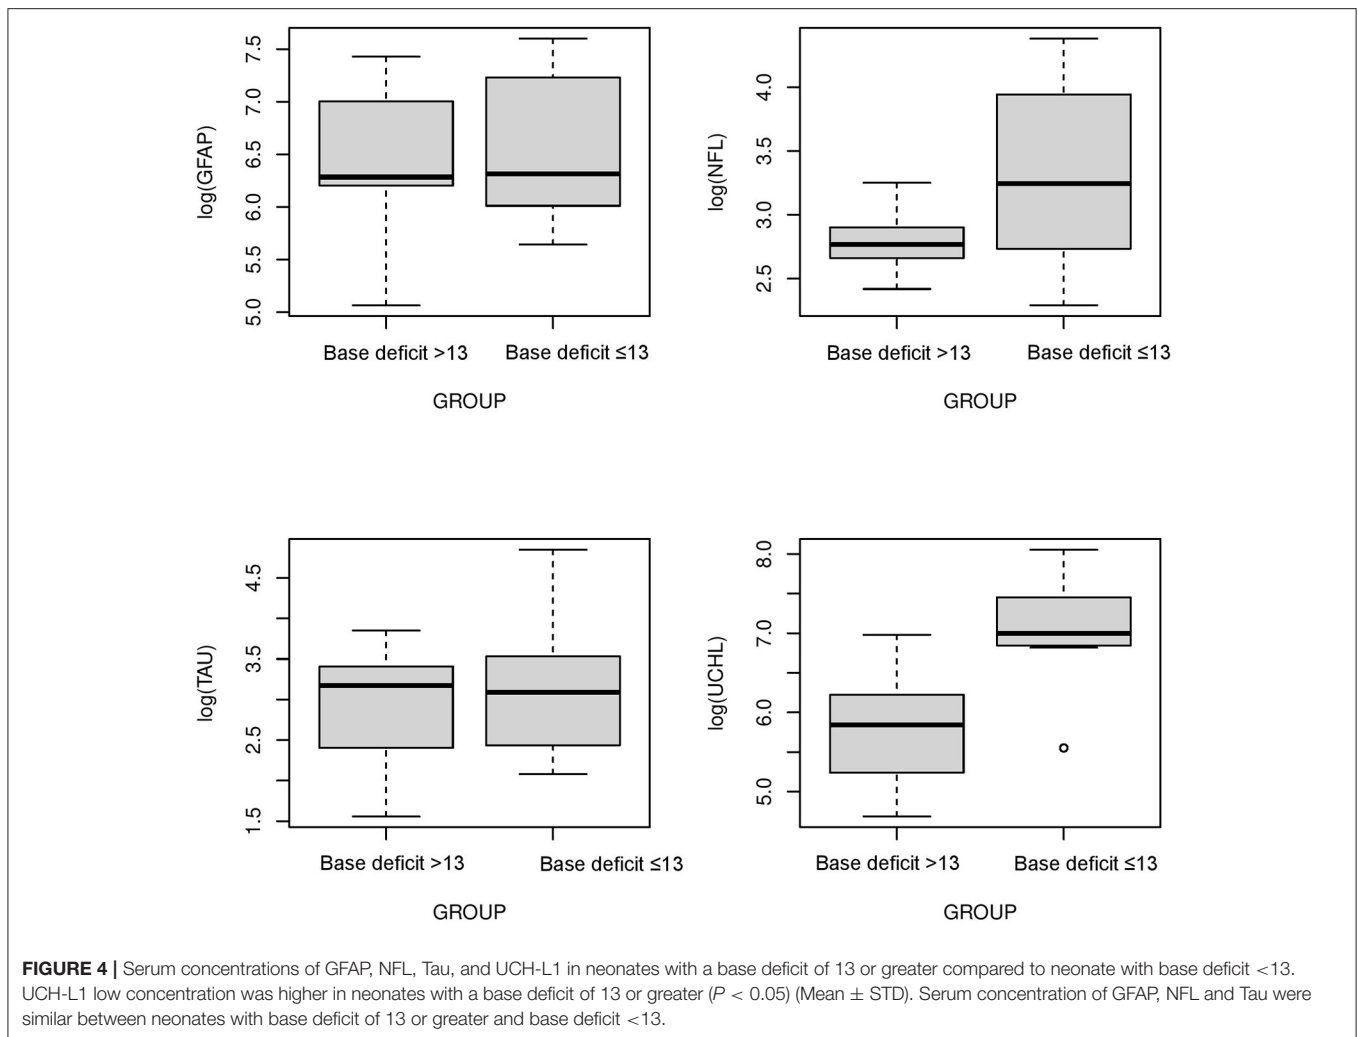 7.5
7.0
6.5
6.0
5.5
5.0
log(GFAP)
Base deficit >13
Base deficit ≤13
GROUP
4.0
3.5
3.0
2.5
log(NFL)
Base deficit >13
Base deficit ≤13
GROUP
4.5
3.5
2.5
1.5
log(TAU)
Base deficit >13
Base deficit ≤13
GROUP
8.0
7.0
6.0
5.0
log(UCHL)
Base deficit >13
Base deficit ≤13
GROUP
FIGURE 4 | Serum concentrations of GFAP, NFL, Tau, and UCH-L1 in neonates with a base deficit of 13 or greater compared to neonate with base deficit <13.
UCH-L1 low concentration was higher in neonates with a base deficit of 13 or greater (P < 0.05) (Mean ± STD). Serum concentration of GFAP, NFL and Tau were
similar between neonates with base deficit of 13 or greater and base deficit <13.